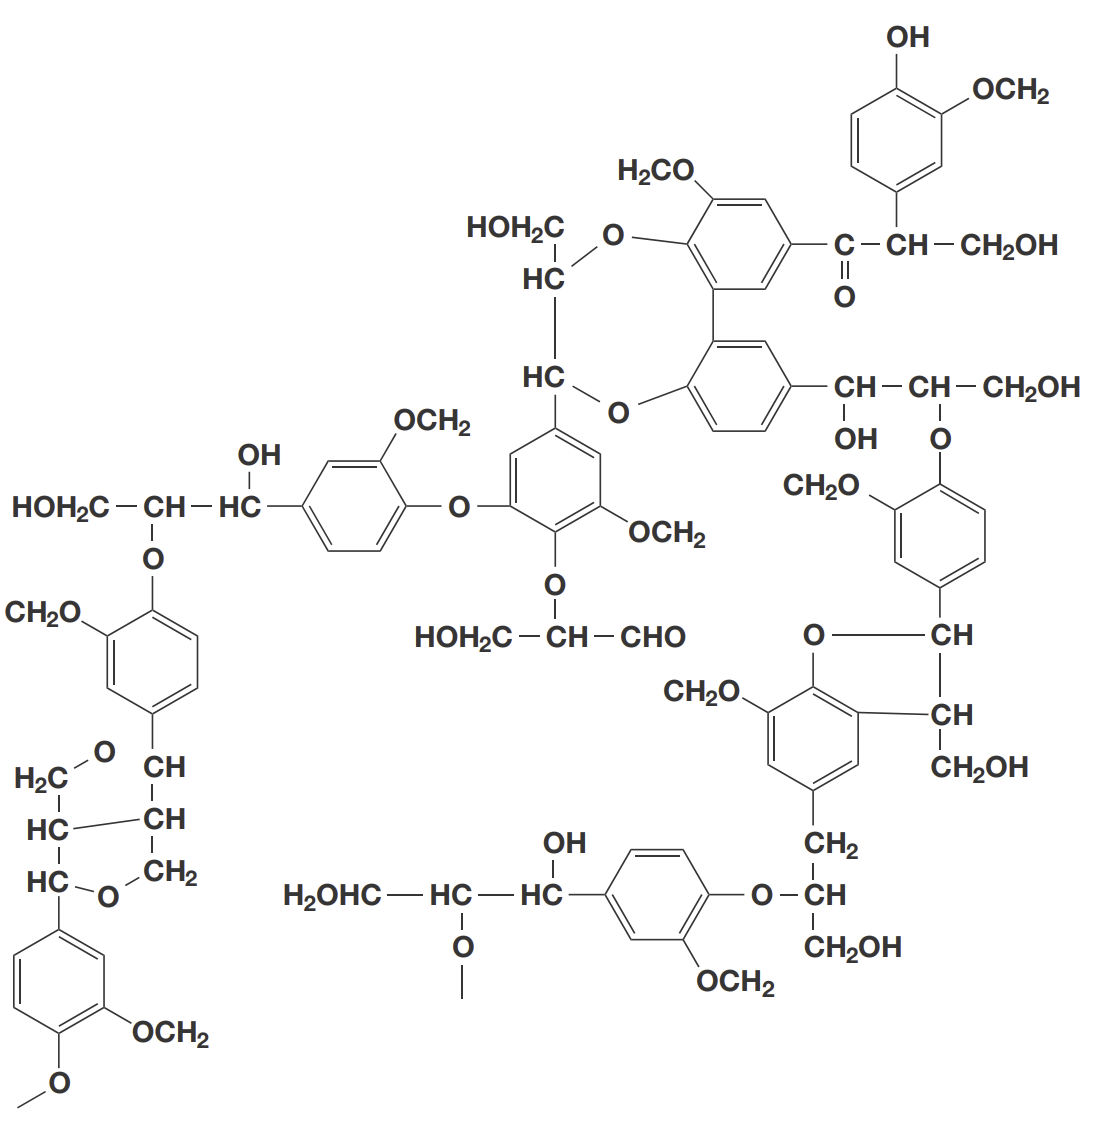 OH
OCH2
H2CO
HOH2C O C CH CH2OH
HC O
HC CH CH CH2OH
O
OCH2 OH O
OH CH2O
HOH2C CH HC O OCH2
O O
CH2O HOH2C CH CHO O CH
CH2O CH
O CH CH2OH
H2C
HC CH
OH CH2
HC CH2
O H2OHC HC HC O CH
O CH2OH
OCH2
OCH2
O